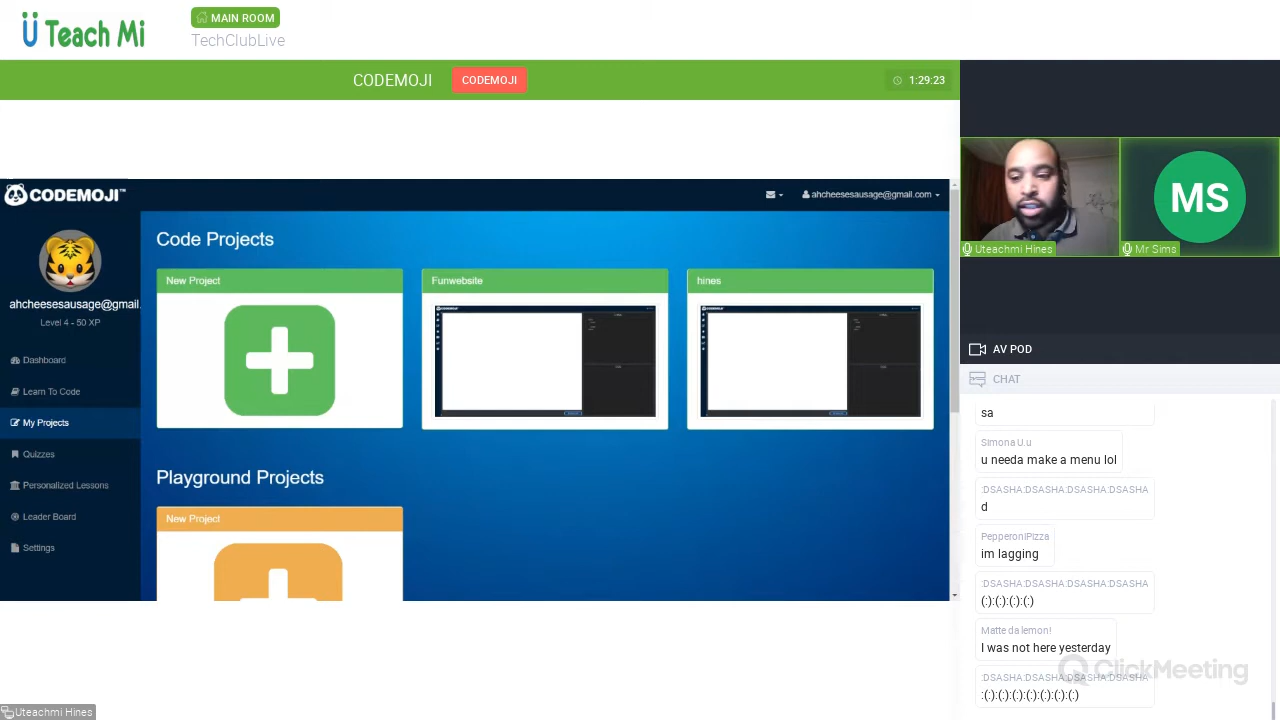 Ü Teach Mi
MAIN ROOM
TechClubLive
CODEMOJI
CODEMOJI
1:29:23
CODEMOJI™
ahcheesesausage@gmail.com
ahcheesesausage@gmail.
Level 4 - 50 XP
Dashboard
Learn To Code
My Projects
Quizzes
Personalized Lessons
Leader Board
Settings
Code Projects
New Project
Funwebsite
hines
Playground Projects
New Project
Uteachmi Hines
MS
Mr Sims
AV POD
CHAT
sa
Simona U.u
u needa make a menu lol
:DSASHA:DSASHA:DSASHA:DSASHA
d
PepperoniPizza
im lagging
:DSASHA:DSASHA:DSASHA:DSASHA
(:):(:):(:):(:)
Matte da lemon!
I was not here yesterday
:DSASHA:DSASHA:DSASHA:DSASHA
:(:):(:):(:):(:):(:):(:):(:)
ClickMeeting
Uteachmi Hines